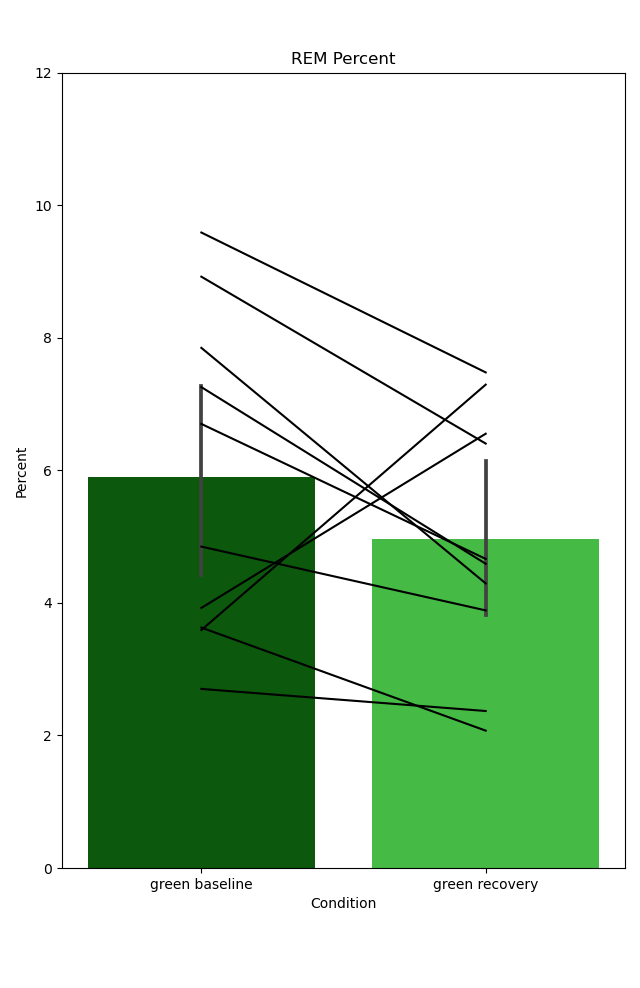 REM Percent
12
10
8
6
4
2
0
Percent
green baseline
green recovery
Condition